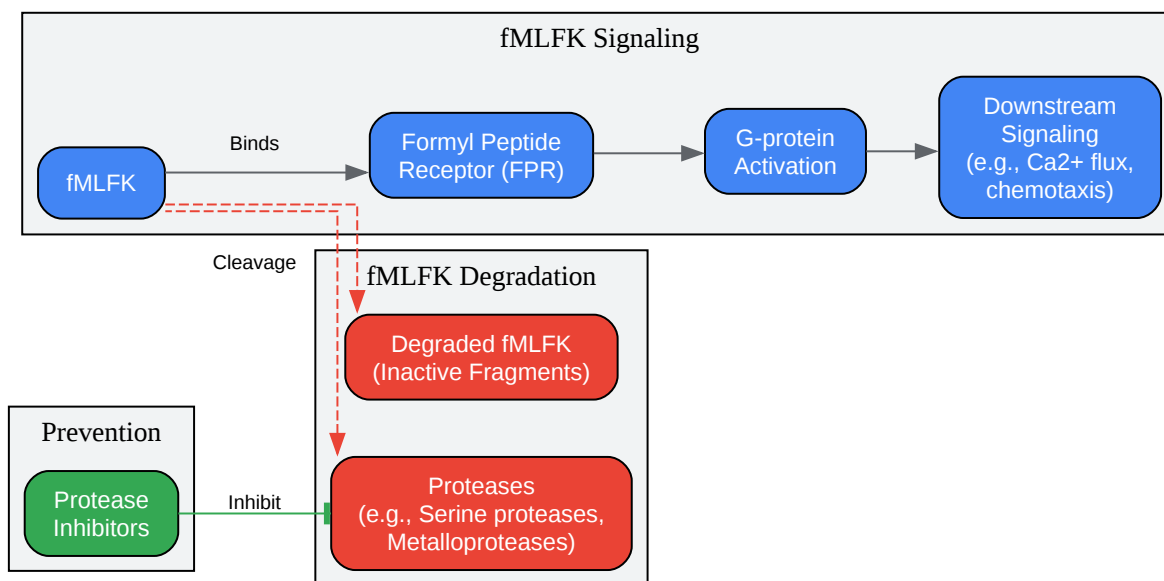 fMLFK Signaling
fMLFK
Binds
Formyl Peptide
Receptor (FPR)
G-protein
Activation
Downstream
Signaling
(e.g., Ca2+ flux,
chemotaxis)
Cleavage
fMLFK Degradation
Degraded fMLFK
(Inactive Fragments)
Prevention
Protease
Inhibitors
Inhibit
Proteases
(e.g., Serine proteases,
Metalloproteases)